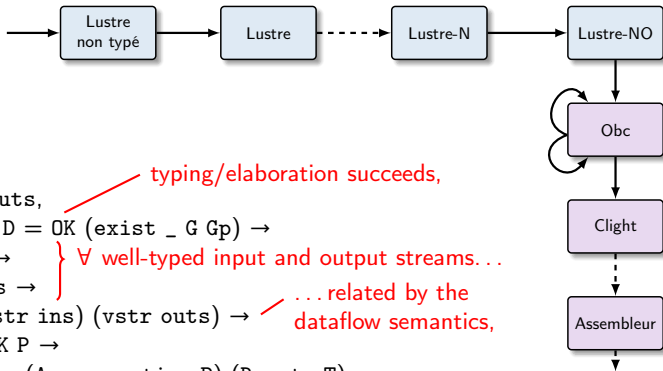 Lustre
non typé
Lustre
Lustre-N
Lustre-NO
Obc
Clight
Assembleur
typing/elaboration succeeds,
D = OK (exist _ G Gp) →
→
∀ well-typed input and output streams...
s →
...related by the
str ins) (vstr outs) →
dataflow semantics,
K P →